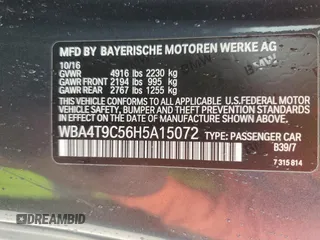 MFD BY BAYERISCHE MOTOREN WERKE AG
10/16
GVWR 4916 lbs 2230 kg
GAWR FRONT 2194 lbs 995 kg
GAWR REAR 2767 lbs 1255 kg
THIS VEHICLE CONFORMS TO ALL APPLICABLE
U.S. FEDERAL MOTOR VEHICLE SAFETY,
BUMPER, AND THEFT PREVENTION STANDARDS
IN EFFECT ON THE DATE OF MANUFACTURE
SHOWN ABOVE.
WBA4T9C56H5A15072 TYPE: PASSENGER CAR
B39/7
7 315 814
DREAMBID